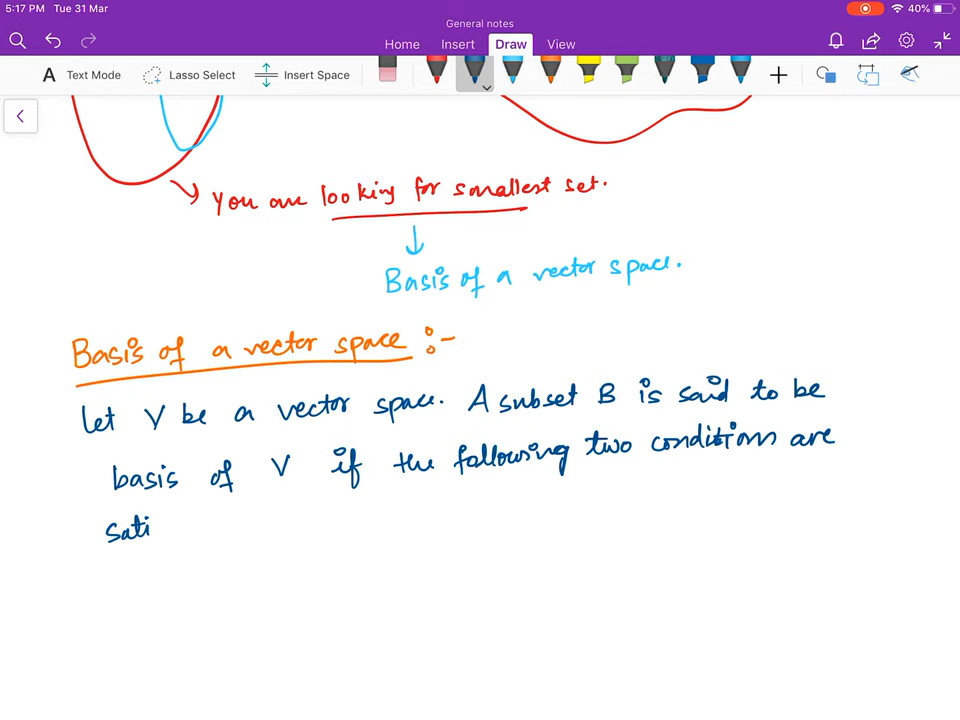 5:17 PM Tue 31 Mar
40%
General notes
Home Insert Draw View
A Text Mode Lasso Select Insert Space
You are looking for smallest set.
Basis of a vector space.
Basis of a vector space :-
Let V be a vector space. A subset B is said to be
basis of V if the following two conditions are
sati